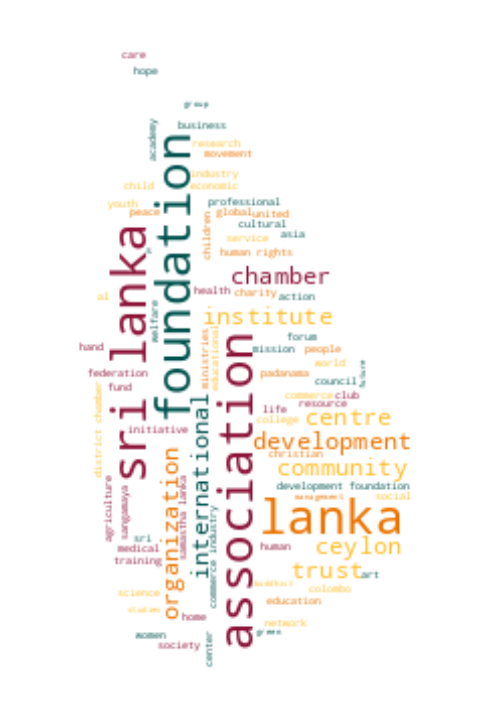 care
hope
group
business
academy
foundation
research
movement
industry
child
economic
youth
professional
peace
global
united
children
cultural
sri lanka
asia
service
human rights
chamber
health
charity
action
al
welfare
institute
forum
hand
ministries
educational
association
mission
people
world
federation
padanama
future
council
fund
district chamber
international
commerce
club
resource
life
college
centre
initiative
development
organization
christian
community
samastha lanka
agriculture
sangamaya
development foundation
management
social
lanka
commerce industry
sri
medical
human
ceylon
training
trust
art
buddhist
science
colombo
studies
education
home
network
women
green
society
center